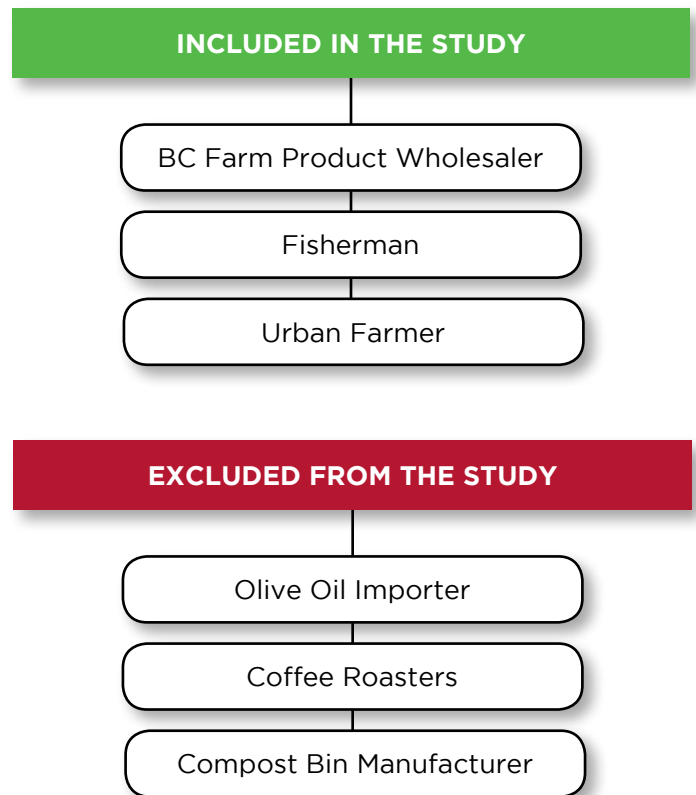 INCLUDED IN THE STUDY
BC Farm Product Wholesaler
Fisherman
Urban Farmer
EXCLUDED FROM THE STUDY
Olive Oil Importer
Coffee Roasters
Compost Bin Manufacturer